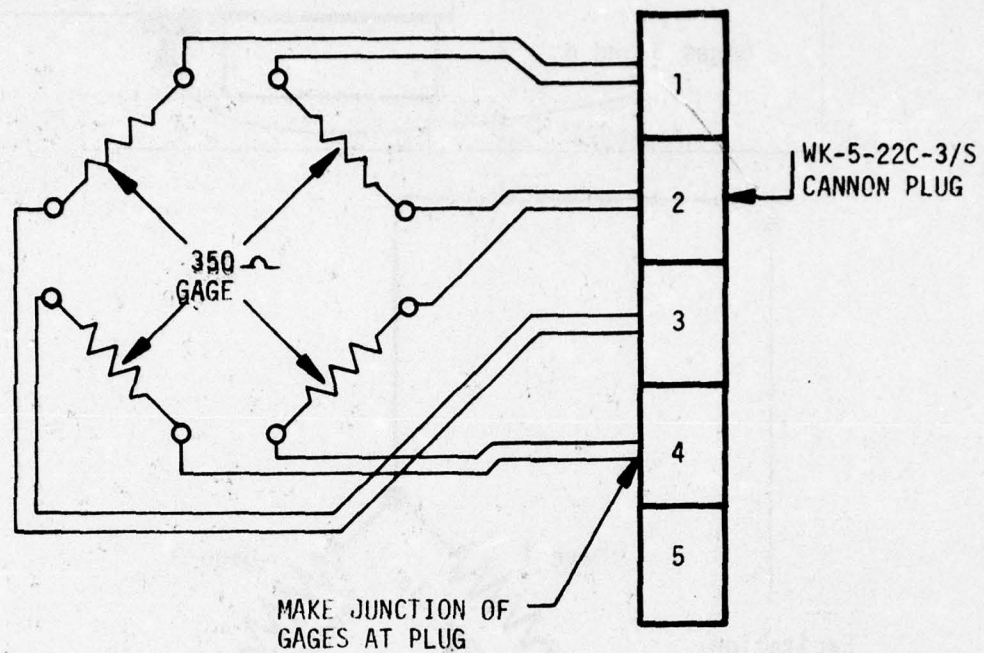 1
WK-5-22C-3/S
CANNON PLUG
2
350 Ω
GAGE
3
4
5
MAKE JUNCTION OF
GAGES AT PLUG